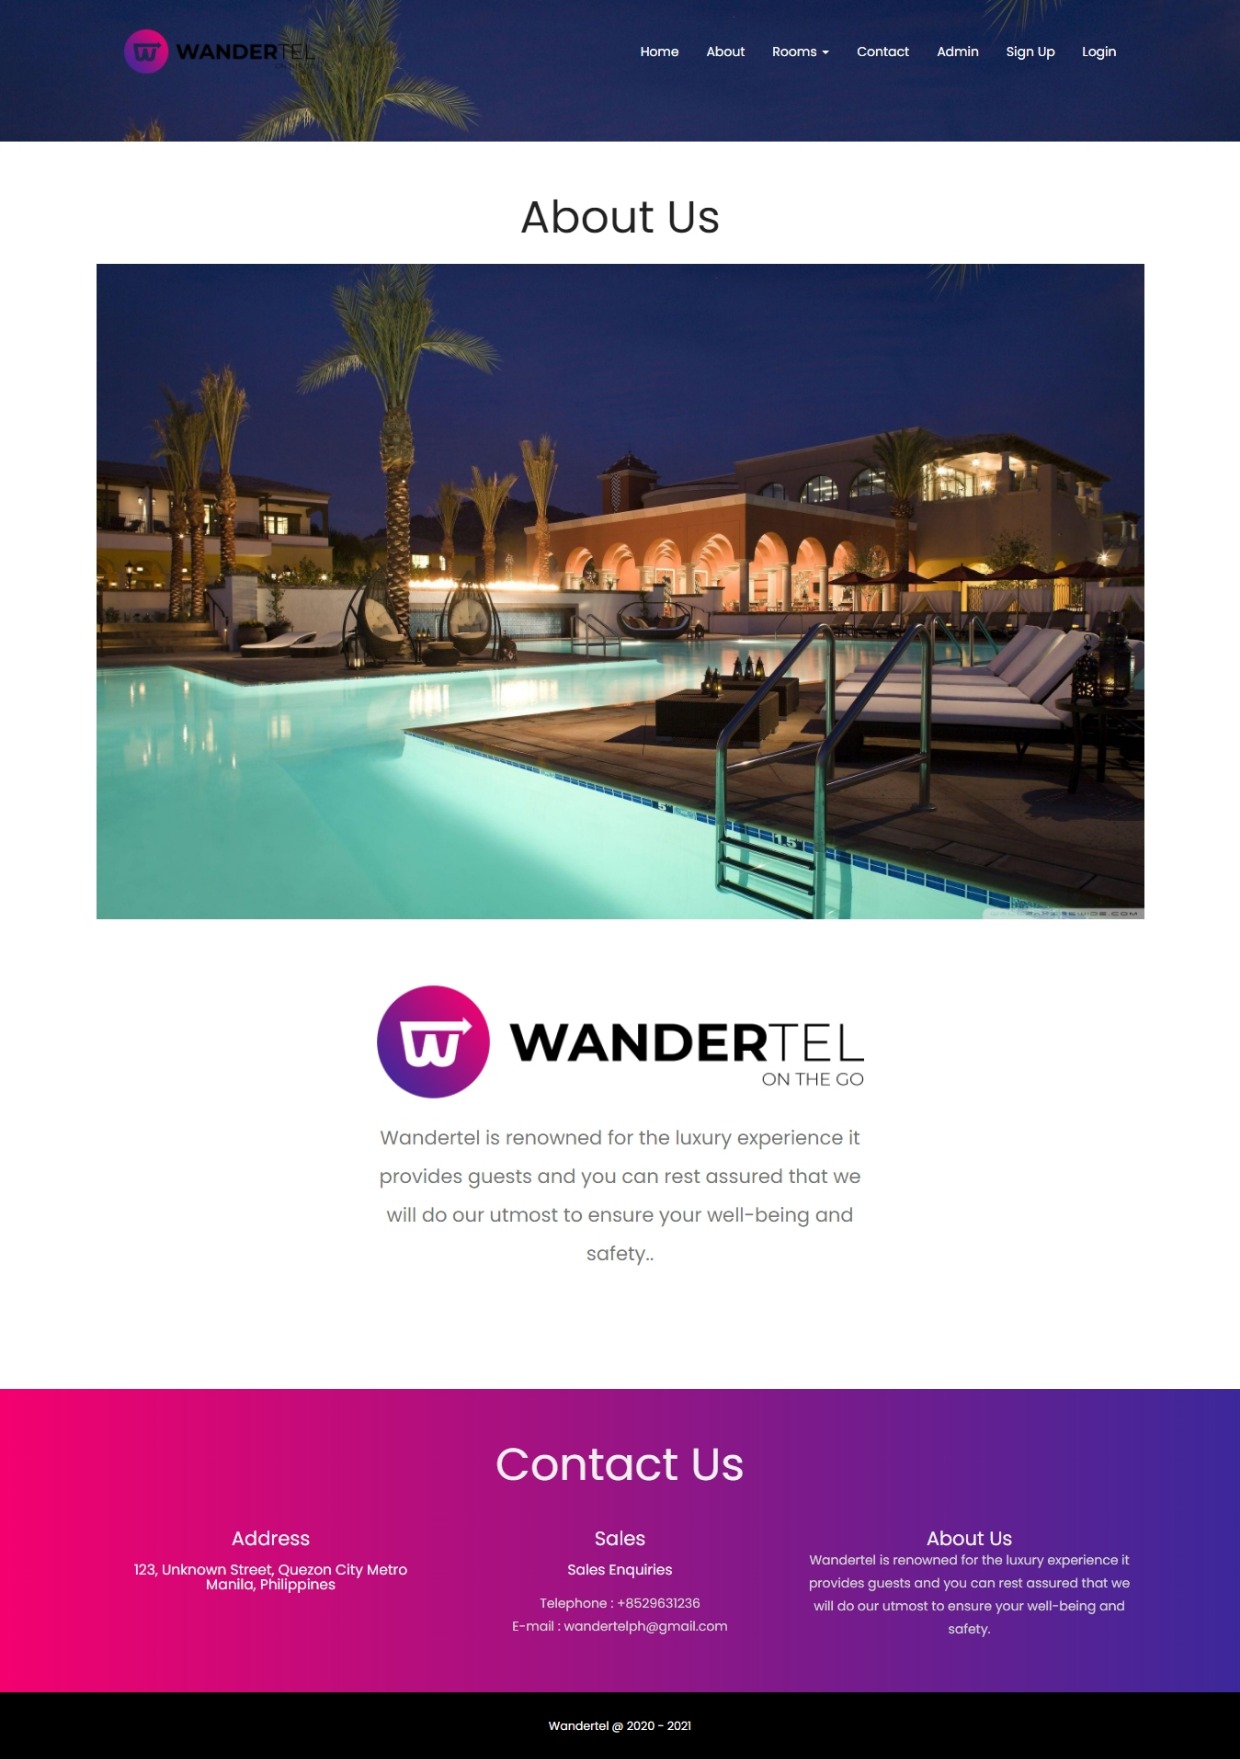 WANDERTEL
Home About Rooms Contact Admin Sign Up Login
About Us
5"
1.5"
WANDERTEL
ON THE GO
Wandertel is renowned for the luxury experience it
provides guests and you can rest assured that we
will do our utmost to ensure your well-being and
safety..
Contact Us
Address
123, Unknown Street, Quezon City Metro
Manila, Philippines
Sales
Sales Enquiries
Telephone : +8529631236
E-mail : wandertelph@gmail.com
About Us
Wandertel is renowned for the luxury experience it
provides guests and you can rest assured that we
will do our utmost to ensure your well-being and
safety.
Wandertel @ 2020 - 2021